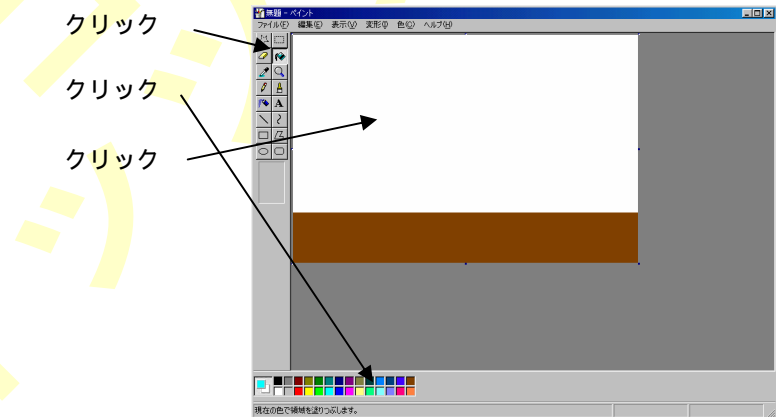 クリック
クリック
クリック
無題 - ペイント
ファイル(F) 編集(E) 表示(V) 変形(I) 色(C) ヘルプ(H)
A
現在の色で領域を塗りつぶします。